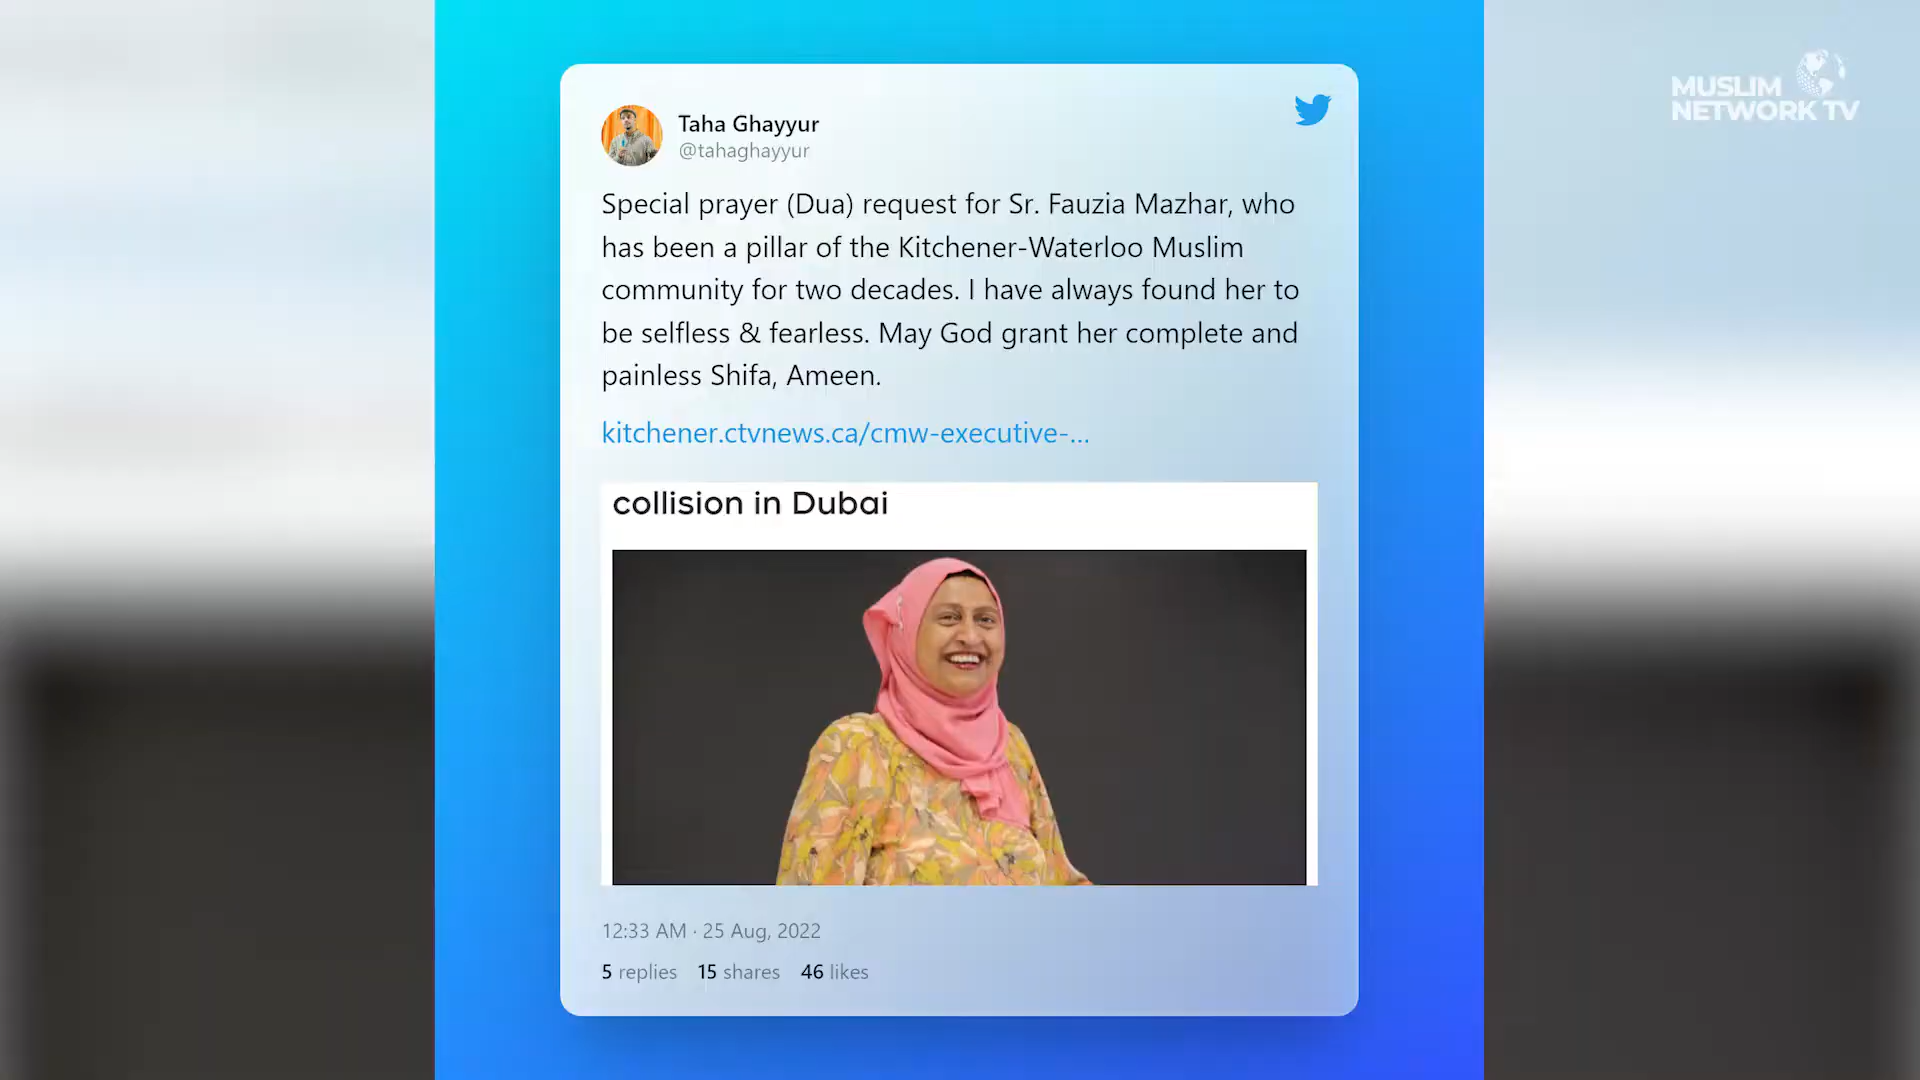 MUSLIM
NETWORK TV
Taha Ghayyur
@tahaghayyur
Special prayer (Dua) request for Sr. Fauzia Mazhar, who
has been a pillar of the Kitchener-Waterloo Muslim
community for two decades. I have always found her to
be selfless & fearless. May God grant her complete and
painless Shifa, Ameen.
kitchener.ctvnews.ca/cmw-executive-...
collision in Dubai
12:33 AM · 25 Aug, 2022
5 replies 15 shares 46 likes